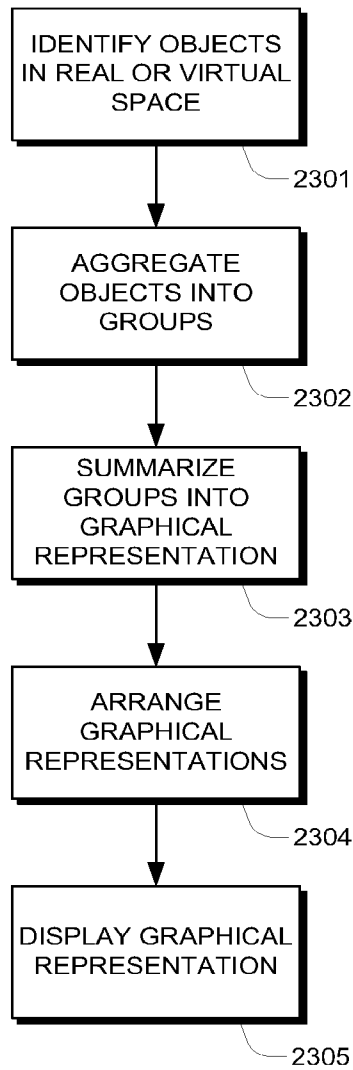 IDENTIFY OBJECTS
IN REAL OR VIRTUAL
SPACE
2301
AGGREGATE
OBJECTS INTO
GROUPS
2302
SUMMARIZE
GROUPS INTO
GRAPHICAL
REPRESENTATION
2303
ARRANGE
GRAPHICAL
REPRESENTATIONS
2304
DISPLAY GRAPHICAL
REPRESENTATION
2305